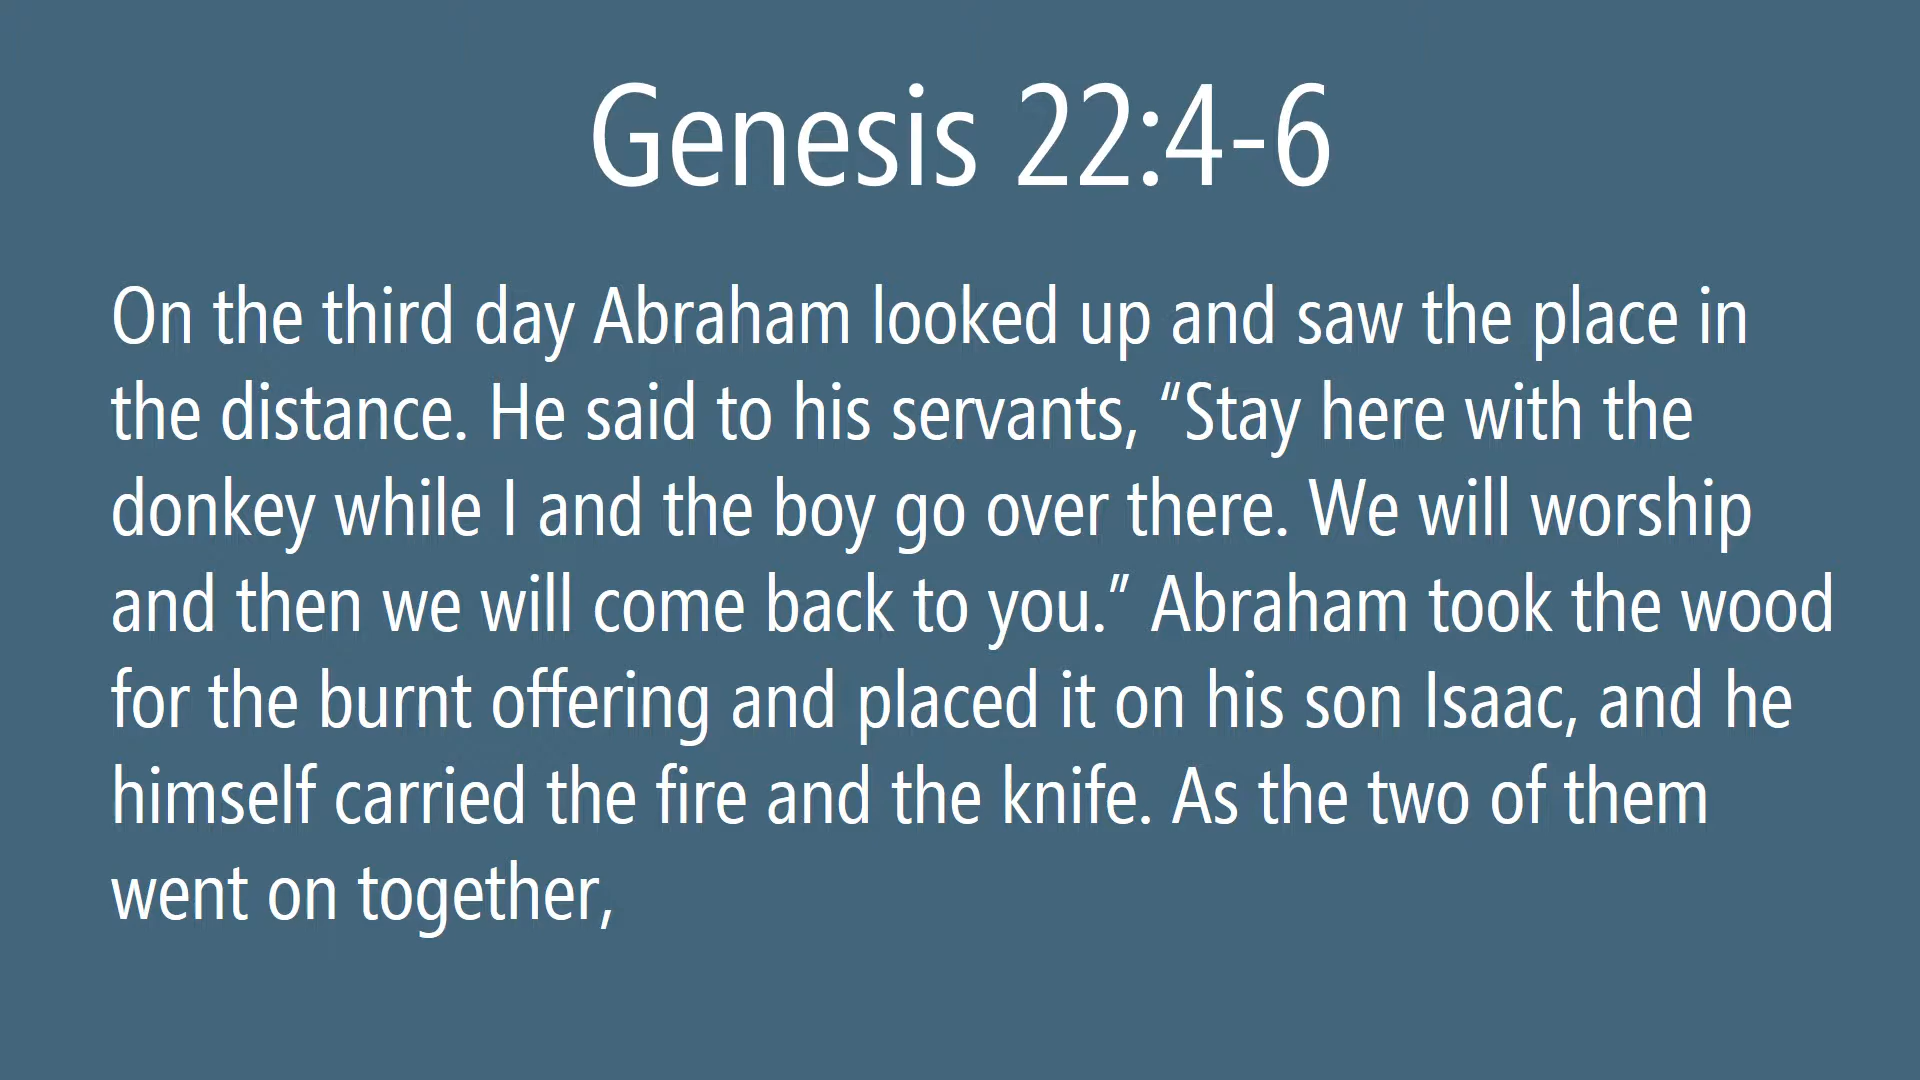 Genesis 22:4-6
On the third day Abraham looked up and saw the place in
the distance. He said to his servants, “Stay here with the
donkey while I and the boy go over there. We will worship
and then we will come back to you.” Abraham took the wood
for the burnt offering and placed it on his son Isaac, and he
himself carried the fire and the knife. As the two of them
went on together,